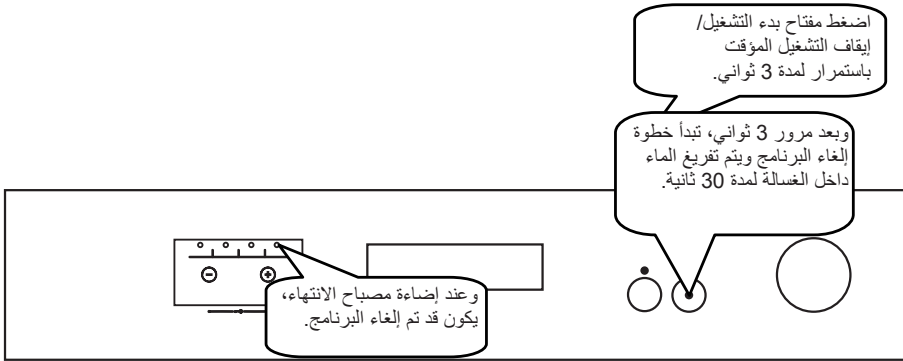 اضغط مفتاح بدء التشغيل/
إيقاف التشغيل المؤقت
باستمرار لمدة 3 ثواني.
وبعد مرور 3 ثواني، تبدأ خطوة
إلغاء البرنامج ويتم تفريغ الماء
داخل الغسالة لمدة 30 ثانية.
وعند إضاءة مصباح الانتهاء،
يكون قد تم إلغاء البرنامج.